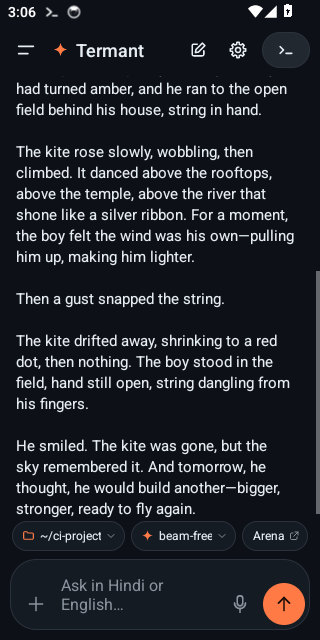 3:06
Termant
had turned amber, and he ran to the open
field behind his house, string in hand.
The kite rose slowly, wobbling, then
climbed. It danced above the rooftops,
above the temple, above the river that
shone like a silver ribbon. For a moment,
the boy felt the wind was his own—pulling
him up, making him lighter.
Then a gust snapped the string.
The kite drifted away, shrinking to a red
dot, then nothing. The boy stood in the
field, hand still open, string dangling from
his fingers.
He smiled. The kite was gone, but the
sky remembered it. And tomorrow, he
thought, he would build another—bigger,
stronger, ready to fly again.
~/ci-project beam-free Arena
Ask in Hindi or
English…